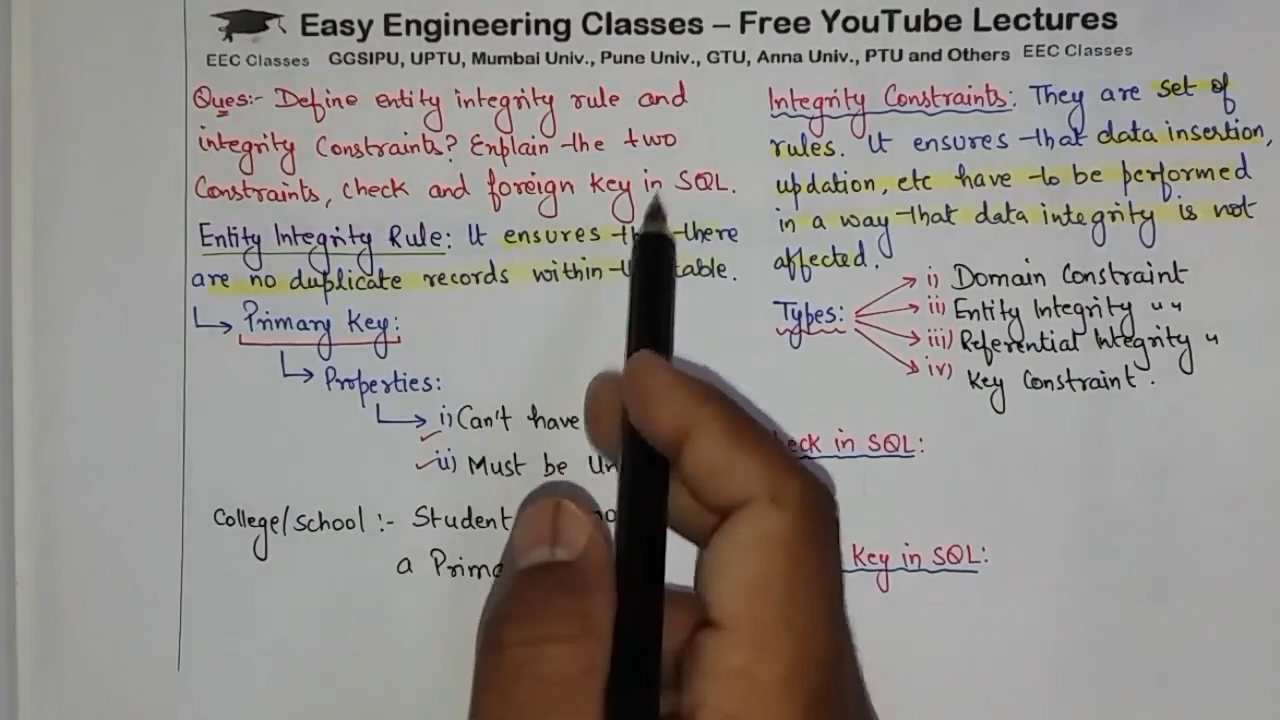 Easy Engineering Classes – Free YouTube Lectures
EEC Classes GGSIPU, UPTU, Mumbai Univ., Pune Univ., GTU, Anna Univ., PTU and Others EEC Classes
Ques:- Define entity integrity rule and
integrity Constraints? Explain the two
Constraints, check and foreign key in SQL.
Entity Integrity Rule: It ensures there
are no duplicate records within table.
Primary Key:
Properties:
i) Can't have
ii) Must be
College/School :- Student
a
Integrity Constraints: They are set of
rules. It ensures that data insertion,
updation, etc have to be performed
in a way that data integrity is not
affected.
Types:
i) Domain Constraint
ii) Entity Integrity " "
iii) Referential Integrity "
iv) Key Constraint.
in SQL:
Key in SQL: